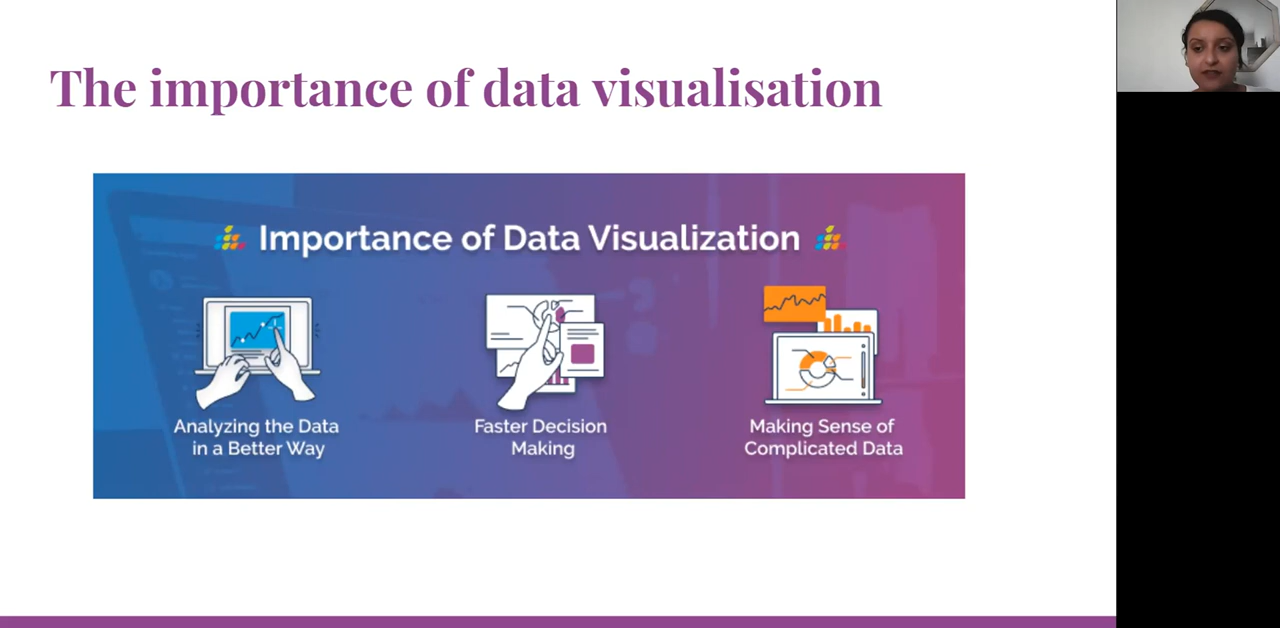 The importance of data visualisation
Importance of Data Visualization
Analyzing the Data
in a Better Way
Faster Decision
Making
Making Sense of
Complicated Data